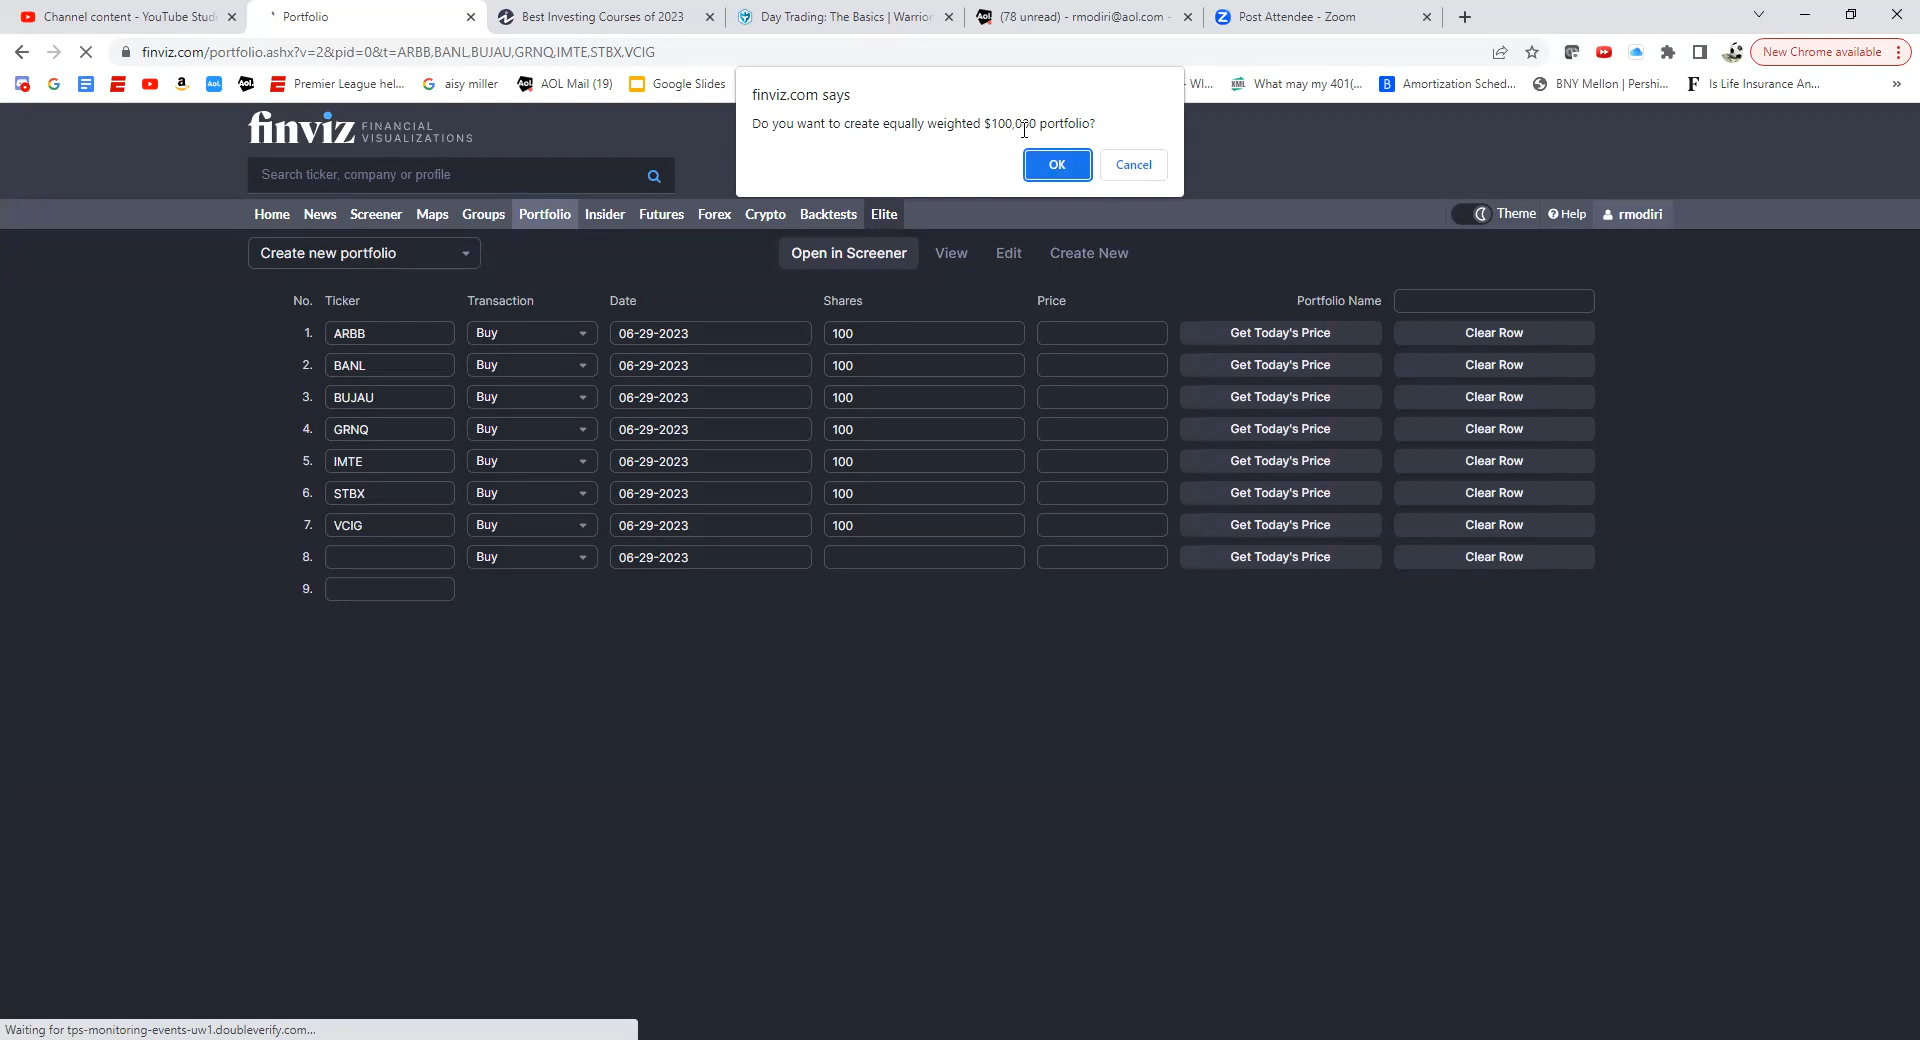 Channel content - YouTube Stud
Portfolio
Best Investing Courses of 2023
Day Trading: The Basics | Warrior
Aol.
(78 unread) - rmodiri@aol.com -
Post Attendee - Zoom
finviz.com/portfolio.ashx?v=2&pid=0&t=ARBB,BANL,BUJAU,GRNQ,IMTE,STBX,VCIG
New Chrome available
Premier League hel...
aisy miller
AOL Mail (19)
Google Slides
WI...
What may my 401(...
Amortization Sched...
BNY Mellon | Pershi...
Is Life Insurance An...
»
finviz.com says
Do you want to create equally weighted $100,000 portfolio?
OK
Cancel
finviz FINANCIAL VISUALIZATIONS
Search ticker, company or profile
Home News Screener Maps Groups Portfolio Insider Futures Forex Crypto Backtests Elite
Theme Help rmodiri
Create new portfolio
Open in Screener View Edit Create New
No. Ticker Transaction Date Shares Price Portfolio Name
1. ARBB Buy 06-29-2023 100 Get Today's Price Clear Row
2. BANL Buy 06-29-2023 100 Get Today's Price Clear Row
3. BUJAU Buy 06-29-2023 100 Get Today's Price Clear Row
4. GRNQ Buy 06-29-2023 100 Get Today's Price Clear Row
5. IMTE Buy 06-29-2023 100 Get Today's Price Clear Row
6. STBX Buy 06-29-2023 100 Get Today's Price Clear Row
7. VCIG Buy 06-29-2023 100 Get Today's Price Clear Row
8. Buy 06-29-2023 Get Today's Price Clear Row
9.
Waiting for tps-monitoring-events-uw1.doubleverify.com...